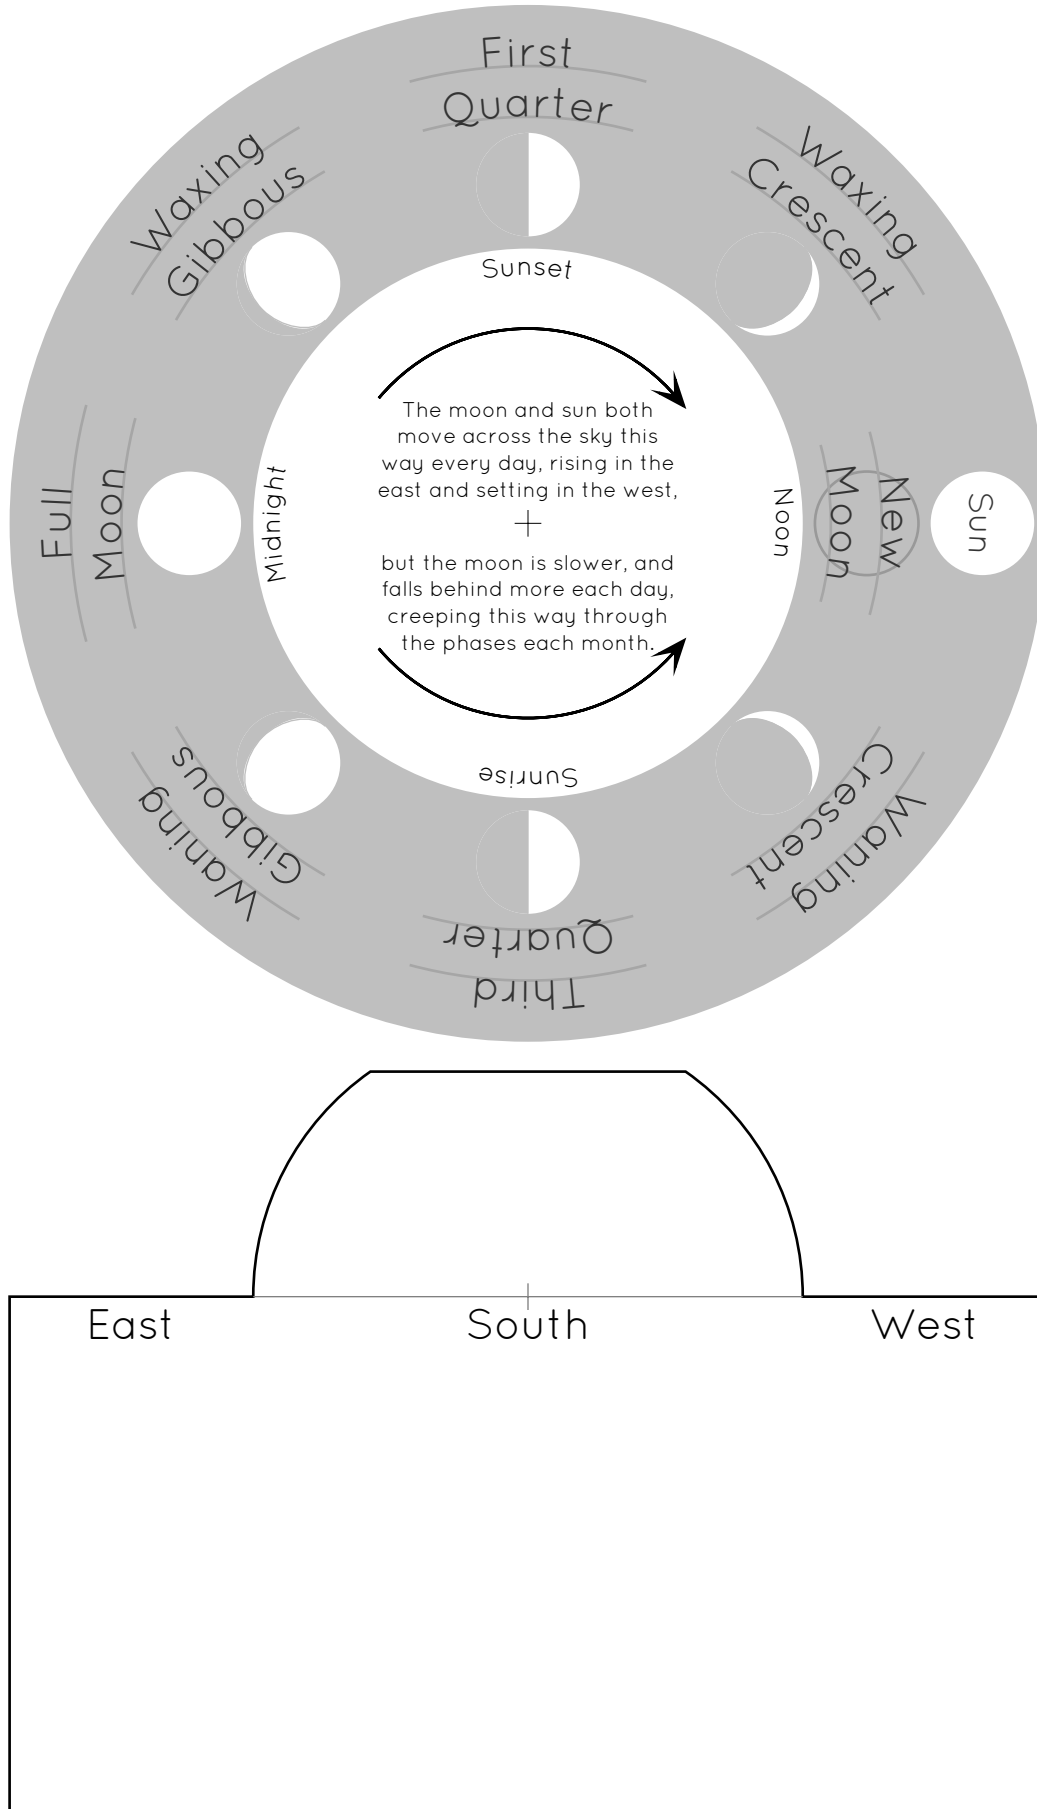 First
Quarter
Waxing
Gibbous
Waxing
Crescent
Sunset
The moon and sun both
move across the sky this
way every day, rising in the
east and setting in the west,
but the moon is slower, and
falls behind more each day,
creeping this way through
the phases each month.
Full
Moon
Midnight
Noon
New
Moon
Sun
Sunrise
Waning
Gibbous
Waning
Crescent
Third
Quarter
East
South
West